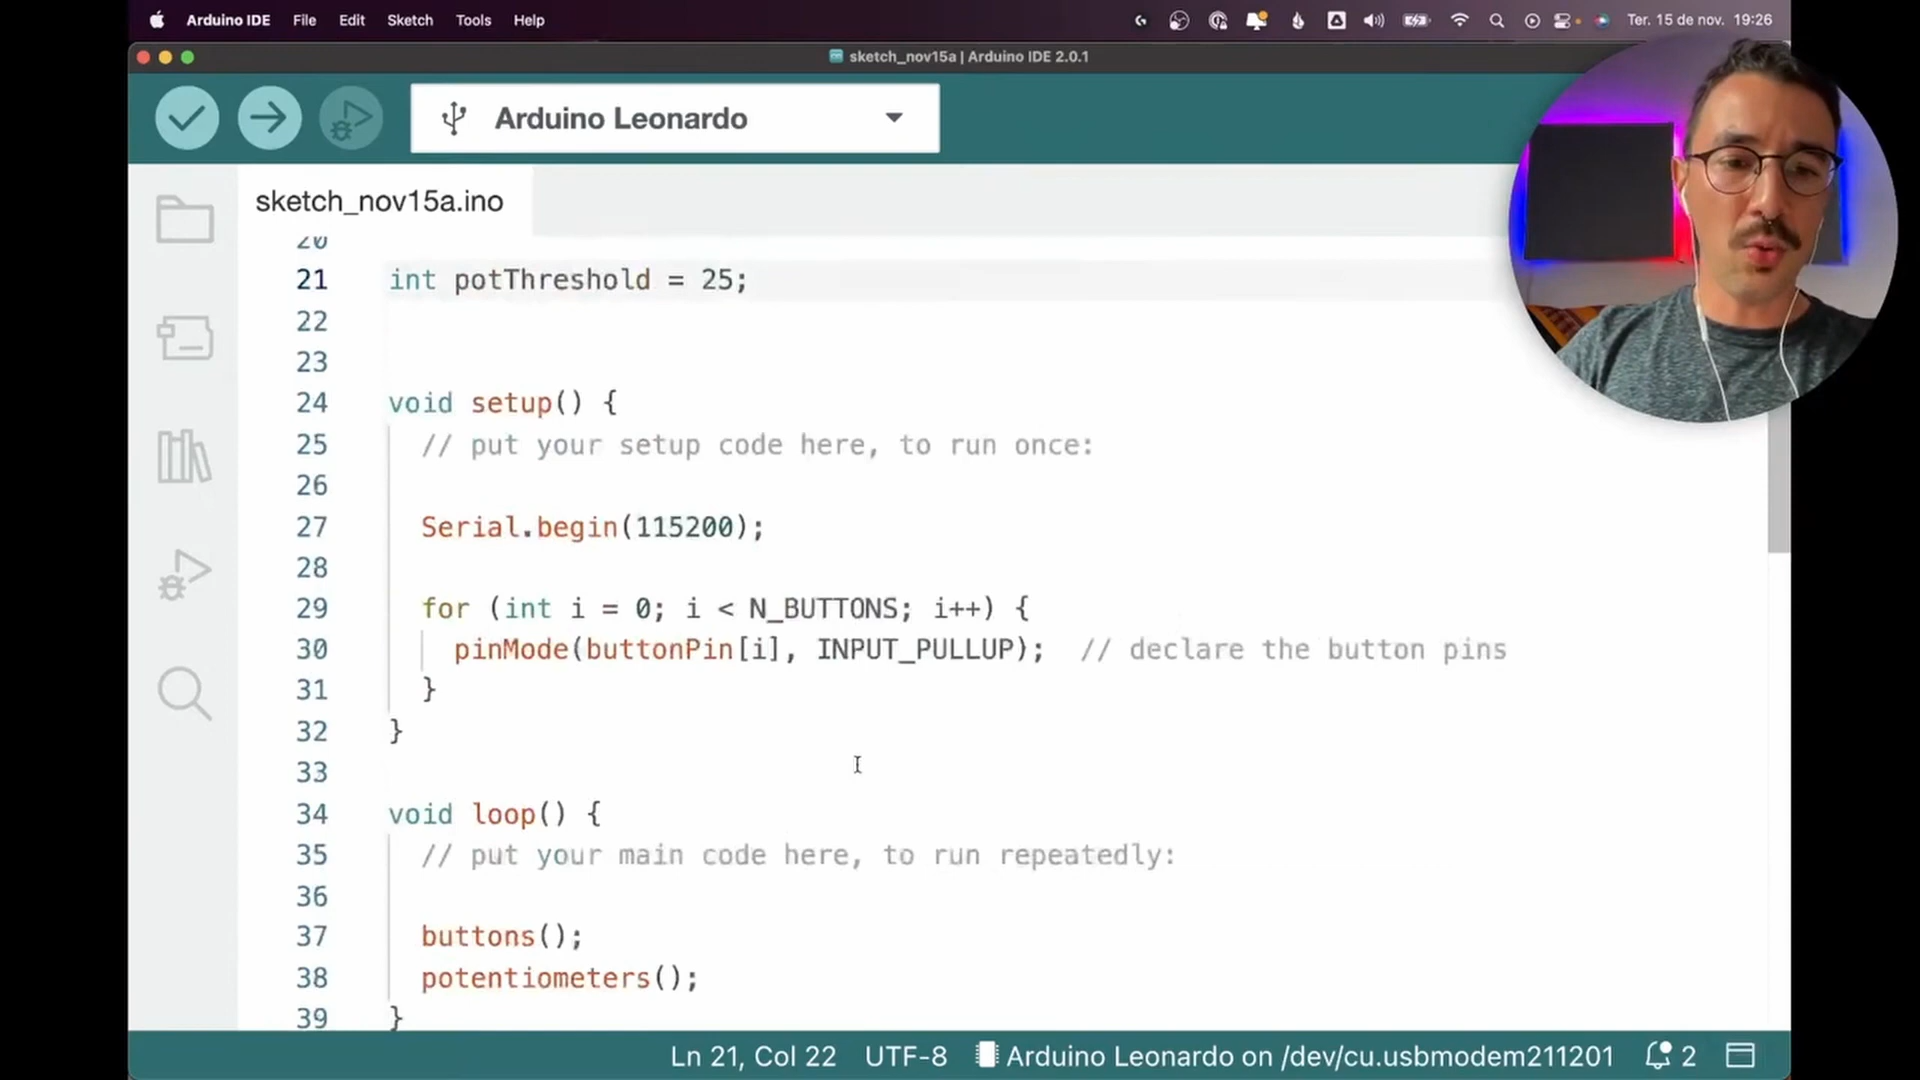 Arduino IDE File Edit Sketch Tools Help Ter. 15 de nov. 19:26
sketch_nov15a | Arduino IDE 2.0.1
Arduino Leonardo
sketch_nov15a.ino
20
21 int potThreshold = 25;
22
23
24 void setup() {
25 // put your setup code here, to run once:
26
27 Serial.begin(115200);
28
29 for (int i = 0; i < N_BUTTONS; i++) {
30 pinMode(buttonPin[i], INPUT_PULLUP); // declare the button pins
31 }
32 }
33
34 void loop() {
35 // put your main code here, to run repeatedly:
36
37 buttons();
38 potentiometers();
39 }
Ln 21, Col 22 UTF-8 Arduino Leonardo on /dev/cu.usbmodem211201 2